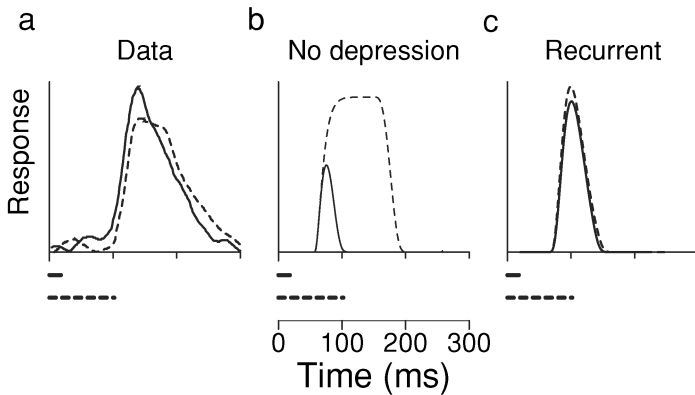 a
Data
b
No depression
c
Recurrent
Response
0 100 200 300
Time (ms)